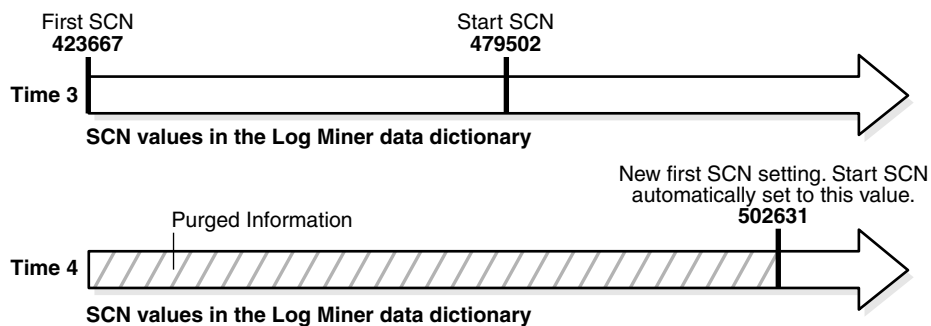 First SCN
423667
Start SCN
479502
Time 3
SCN values in the Log Miner data dictionary
New first SCN setting. Start SCN
automatically set to this value.
502631
Purged Information
Time 4
SCN values in the Log Miner data dictionary